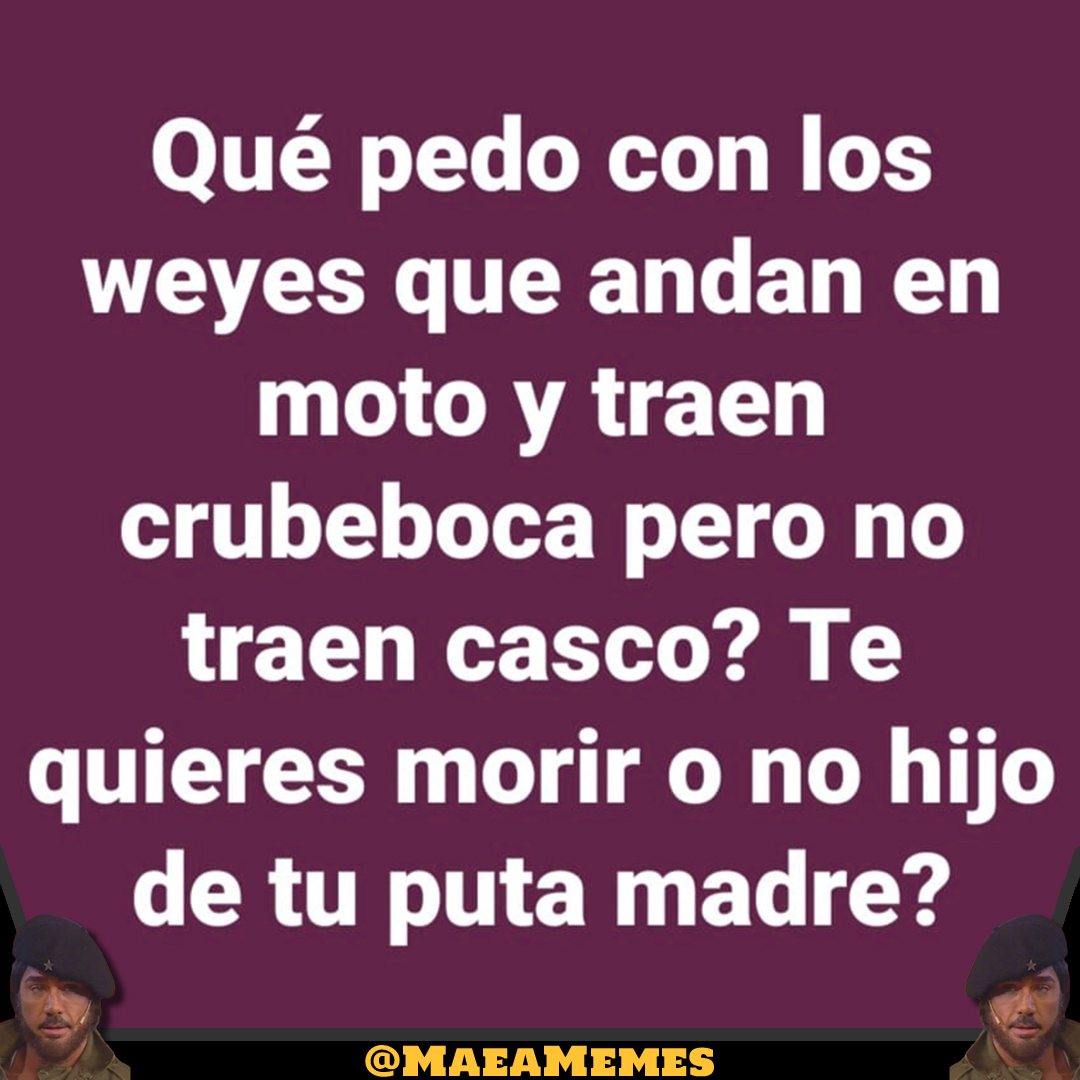 Qué pedo con los
weyes que andan en
moto y traen
crubeboca pero no
traen casco? Te
quieres morir o no hijo
de tu puta madre?
@MaeaMemes